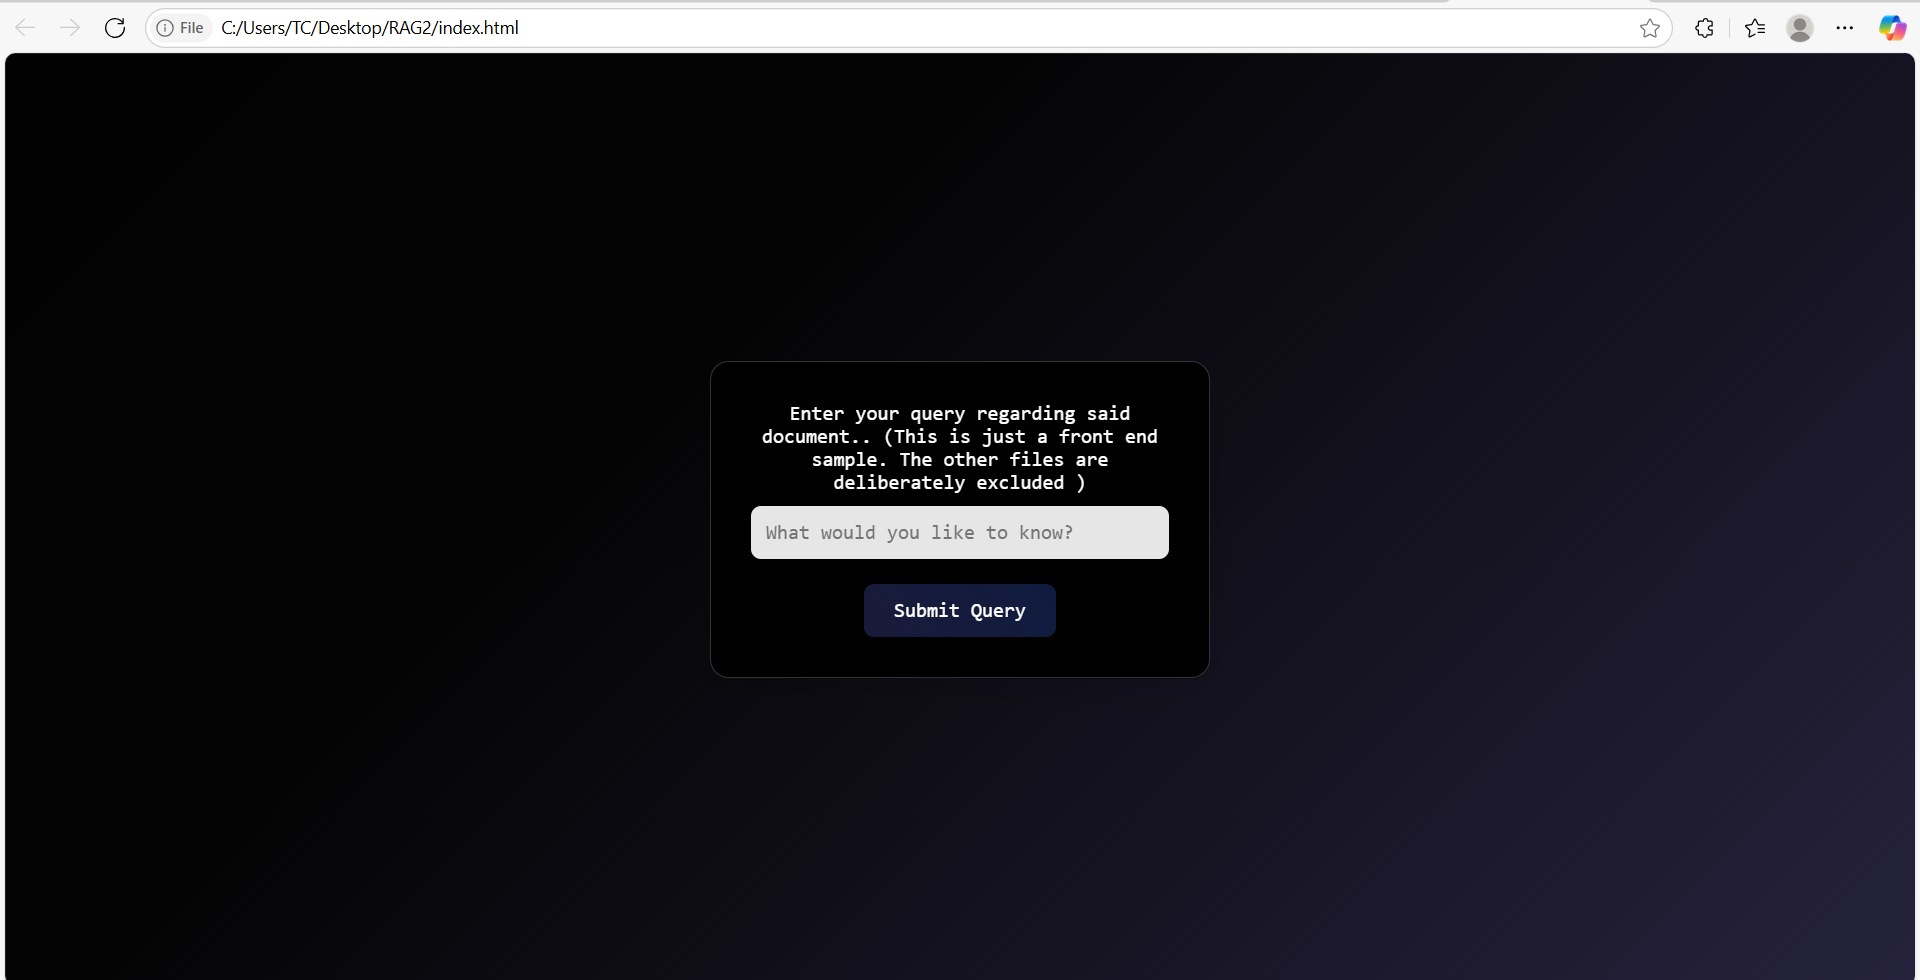 File C:/Users/TC/Desktop/RAG2/index.html
Enter your query regarding said
document.. (This is just a front end
sample. The other files are
deliberately excluded )
What would you like to know?
Submit Query